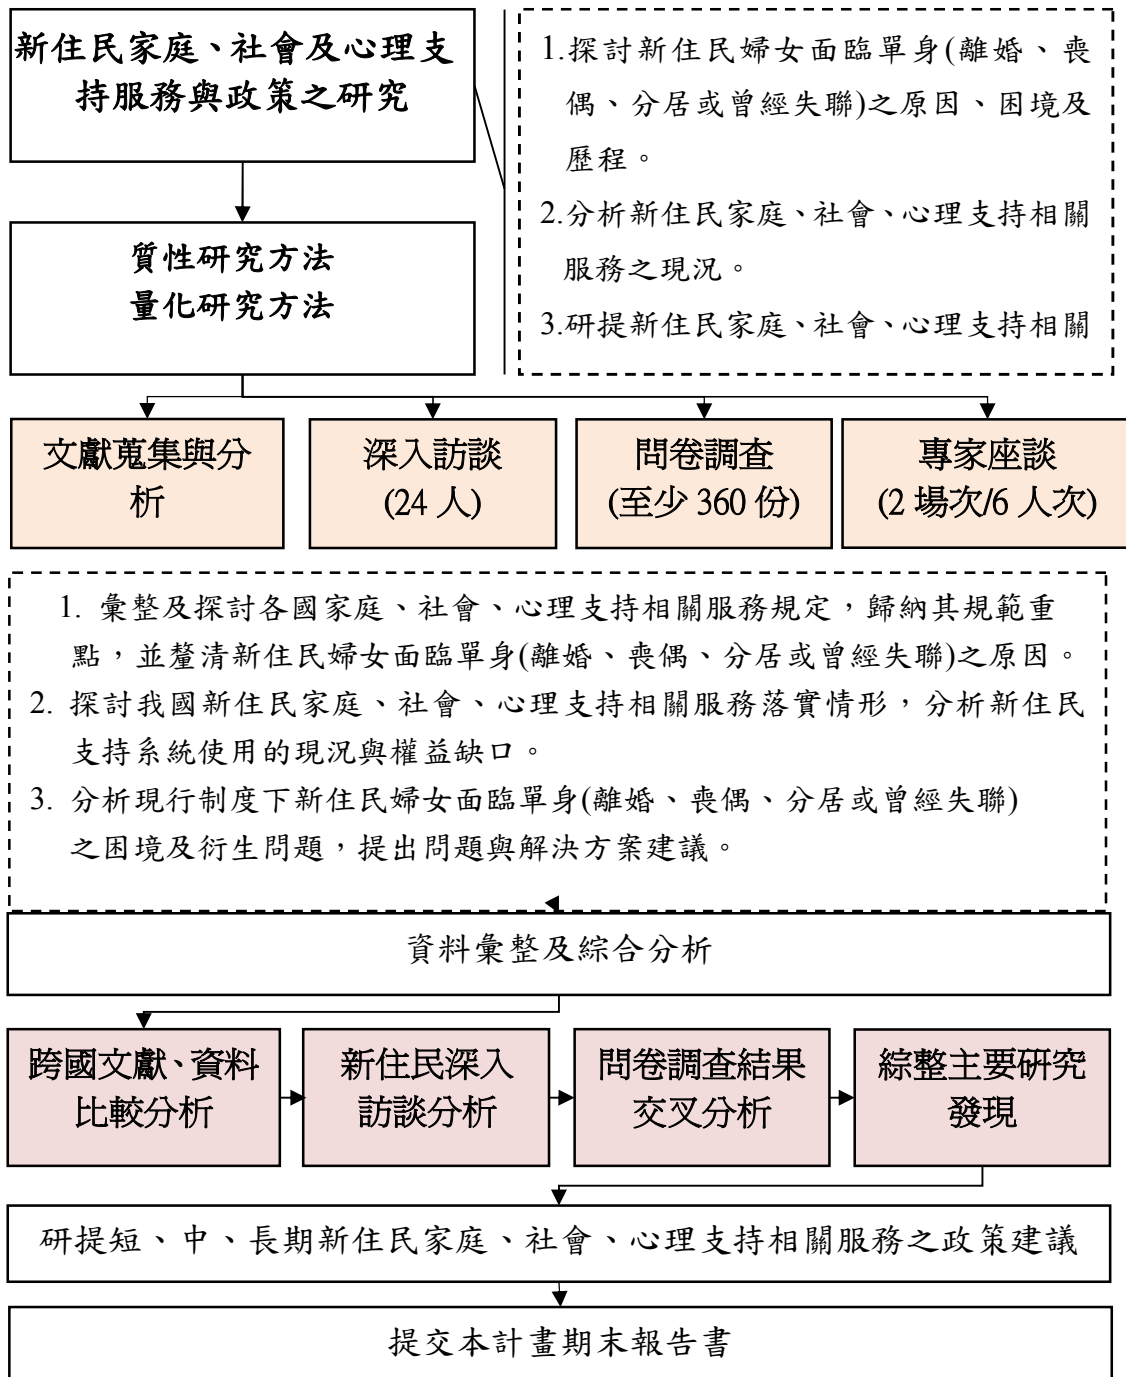 新住民家庭、社會及心理支
持服務與政策之研究
1.探討新住民婦女面臨單身(離婚、喪
偶、分居或曾經失聯)之原因、困境及
歷程。
2.分析新住民家庭、社會、心理支持相關
服務之現況。
3.研提新住民家庭、社會、心理支持相關
質性研究方法
量化研究方法
文獻蒐集與分
析
深入訪談
(24 人)
問卷調查
(至少 360 份)
專家座談
(2 場次/6 人次)
1. 彙整及探討各國家庭、社會、心理支持相關服務規定，歸納其規範重
點，並釐清新住民婦女面臨單身(離婚、喪偶、分居或曾經失聯)之原因。
2. 探討我國新住民家庭、社會、心理支持相關服務落實情形，分析新住民
支持系統使用的現況與權益缺口。
3. 分析現行制度下新住民婦女面臨單身(離婚、喪偶、分居或曾經失聯)
之困境及衍生問題，提出問題與解決方案建議。
資料彙整及綜合分析
跨國文獻、資料
比較分析
新住民深入
訪談分析
問卷調查結果
交叉分析
綜整主要研究
發現
研提短、中、長期新住民家庭、社會、心理支持相關服務之政策建議
提交本計畫期末報告書